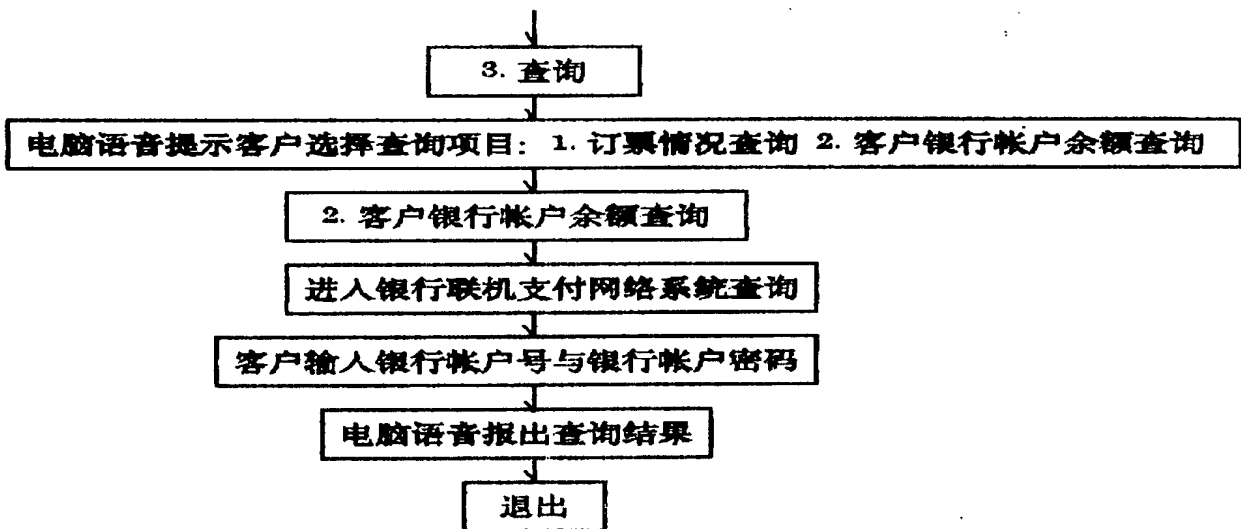 3. 查询
电脑语音提示客户选择查询项目: 1. 订票情况查询 2. 客户银行帐户余额查询
2. 客户银行帐户余额查询
进入银行联机支付网络系统查询
客户输入银行帐户号与银行帐户密码
电脑语音报出查询结果
退出